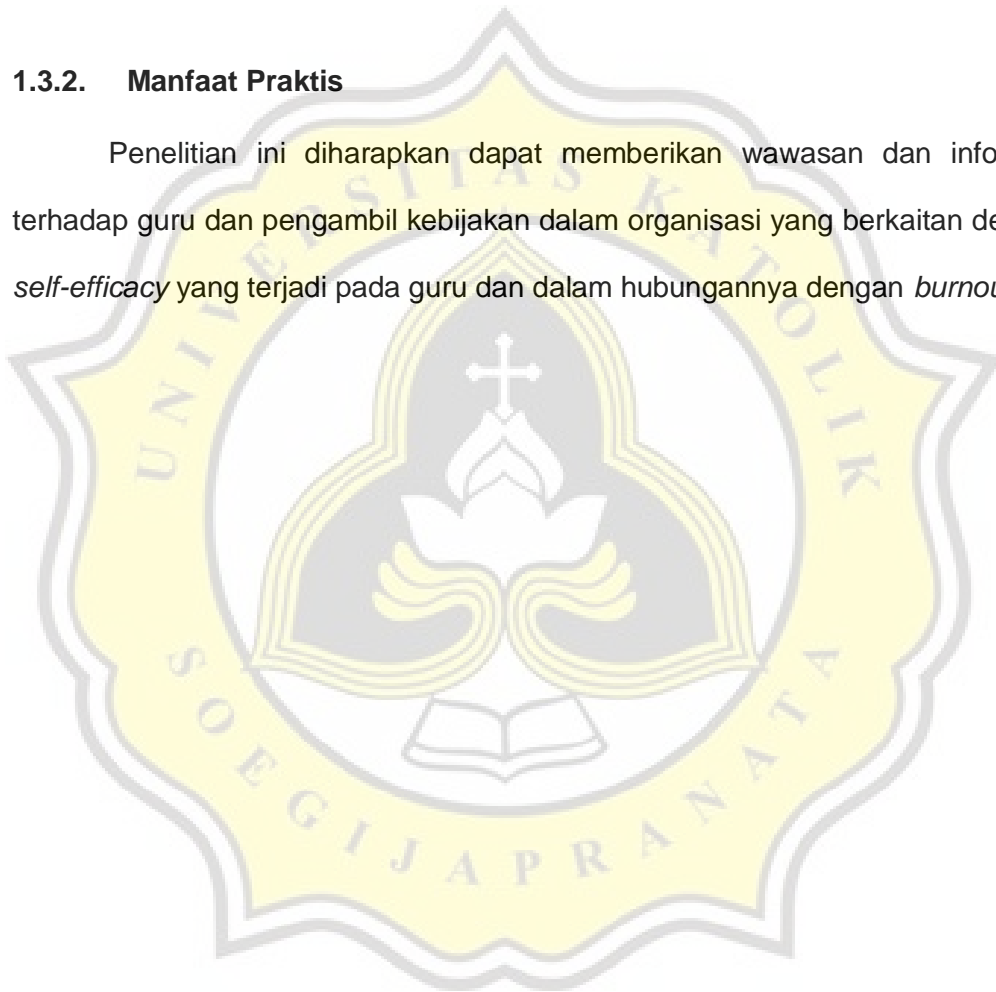 1.3.2. Manfaat Praktis
Penelitian ini diharapkan dapat memberikan wawasan dan info
terhadap guru dan pengambil kebijakan dalam organisasi yang berkaitan de
self-efficacy yang terjadi pada guru dan dalam hubungannya dengan burnou
UNIVERSITAS KATOLIK
SOEGIJAPRANATA